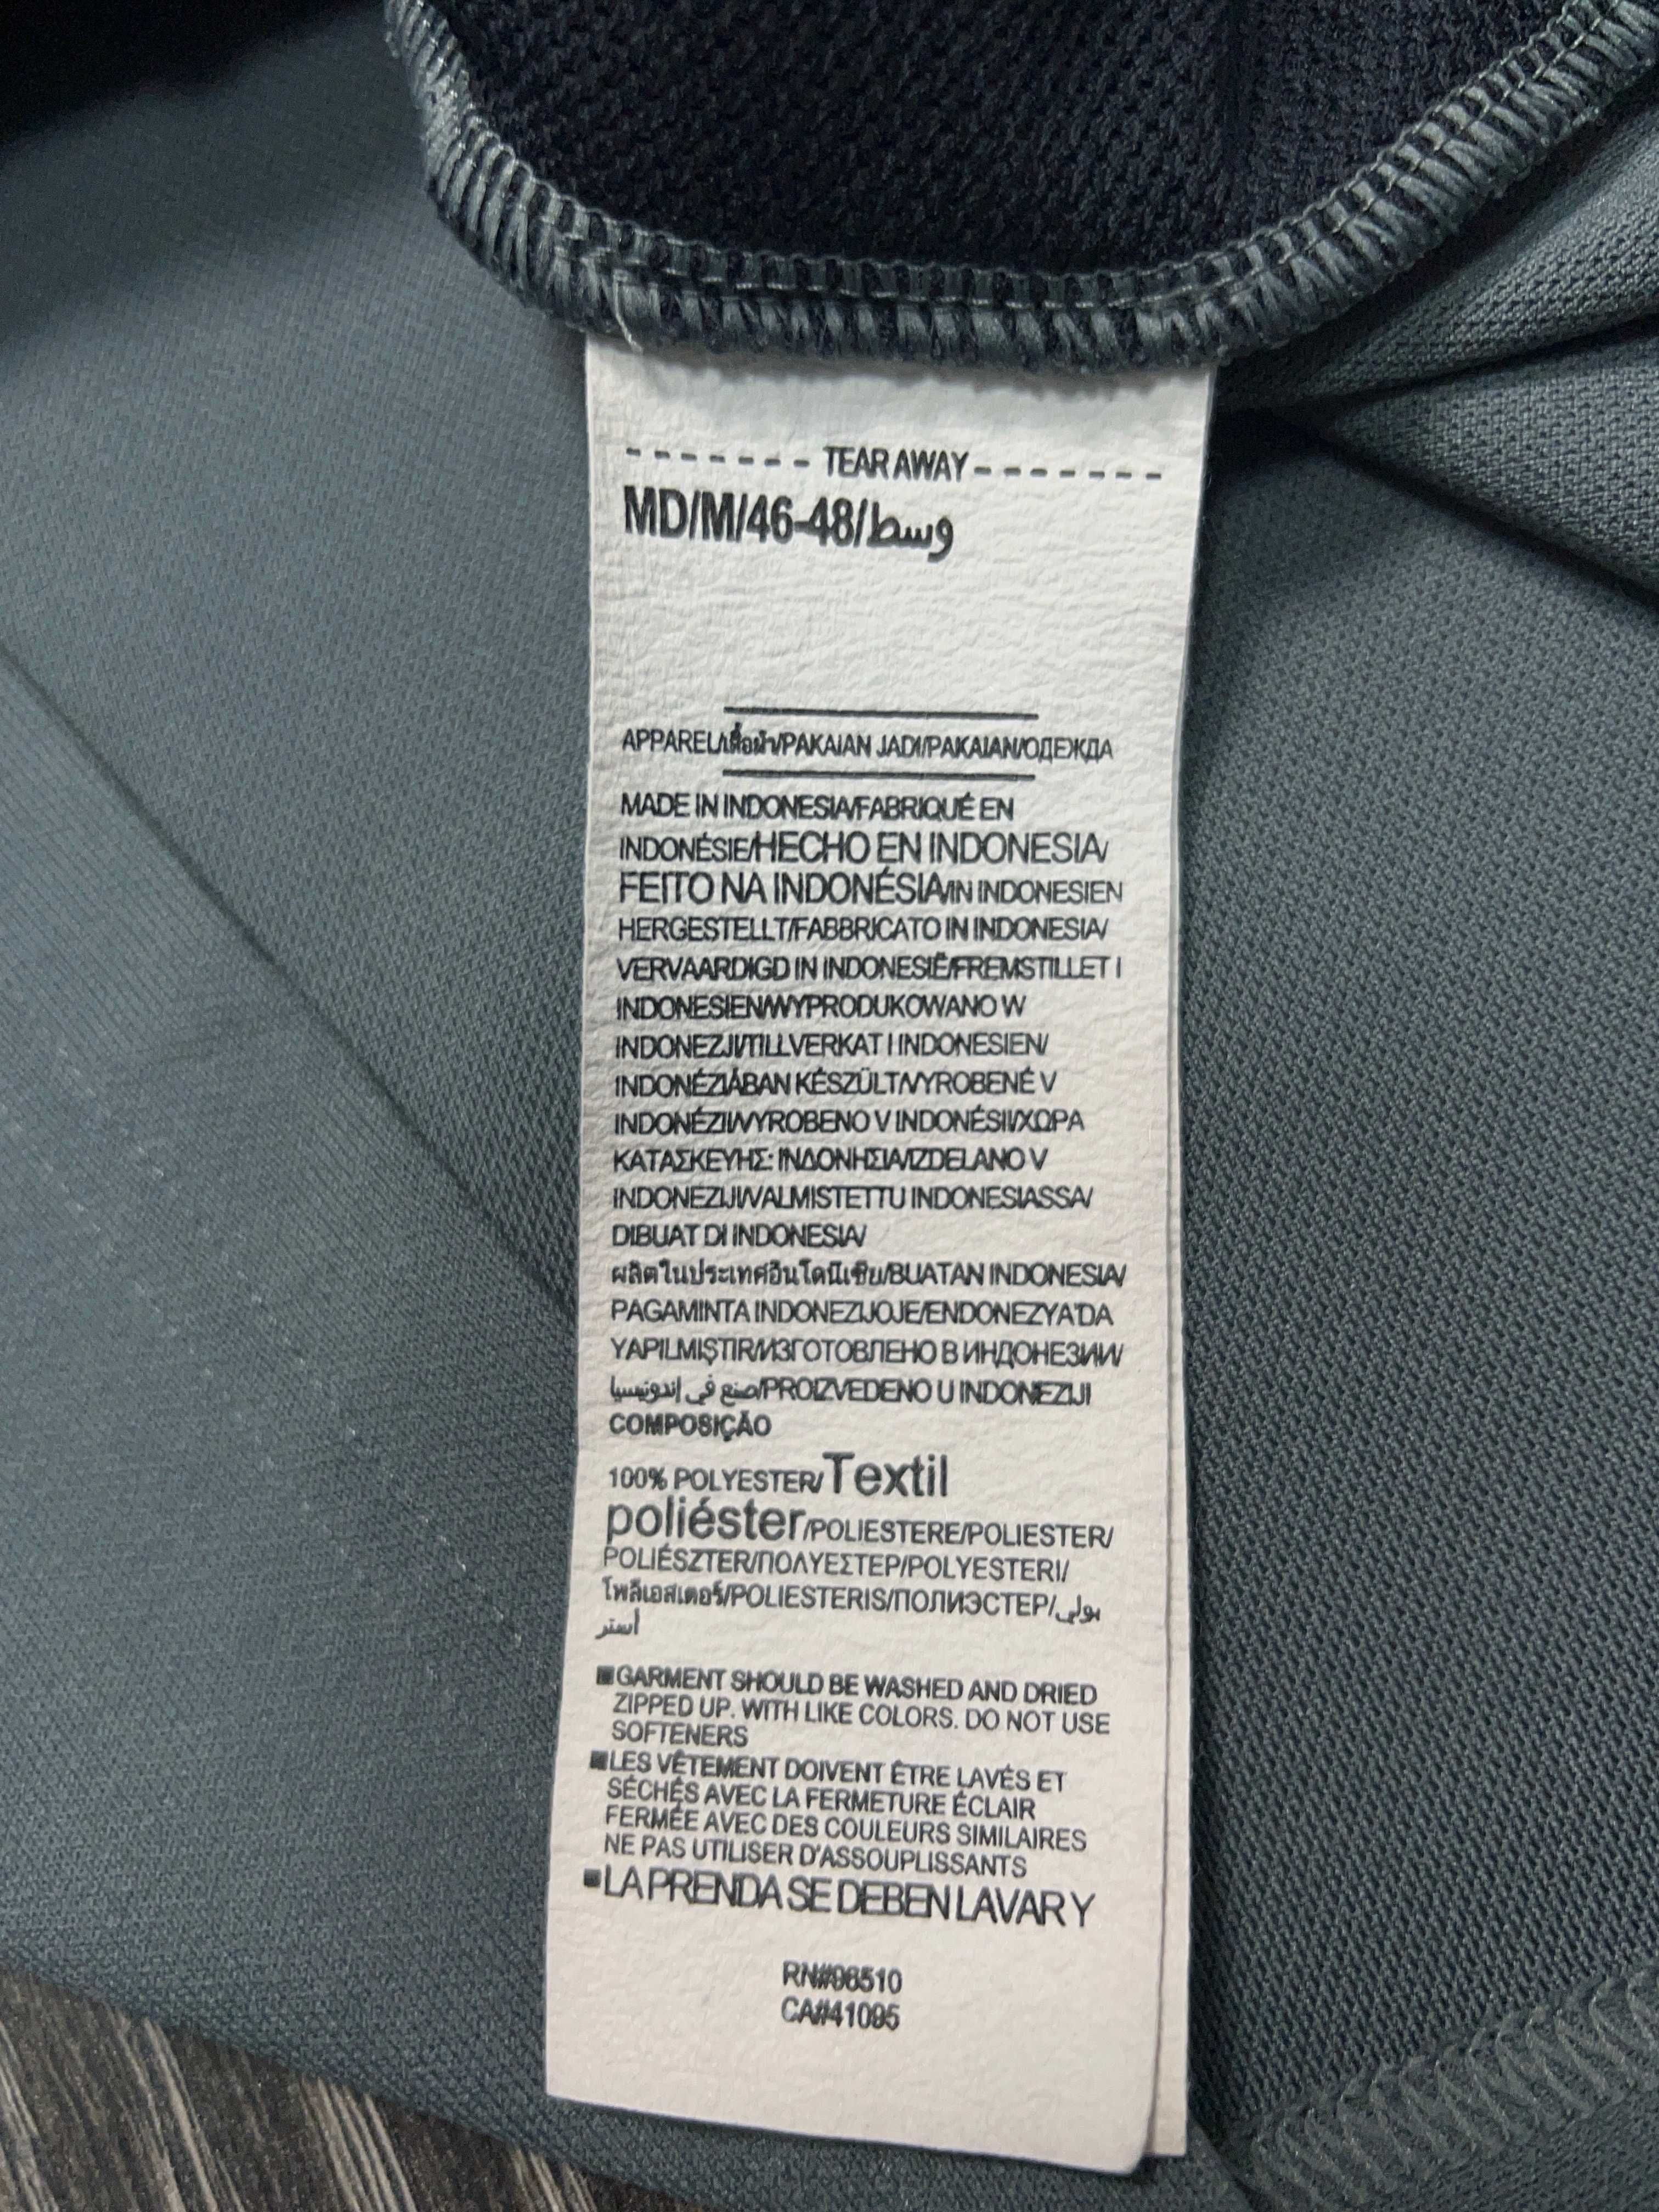 ------- TEAR AWAY -------
MD/M/46-48/وسط
APPAREL/เสื้อผ้า/PAKAIAN JADI/PAKAIAN/ОДЕЖДА
MADE IN INDONESIA/FABRIQUÉ EN
INDONÉSIE/HECHO EN INDONESIA/
FEITO NA INDONÉSIA/IN INDONESIEN
HERGESTELLT/FABBRICATO IN INDONESIA/
VERVAARDIGD IN INDONESIË/FREMSTILLET I
INDONESIEN/WYPRODUKOWANO W
INDONEZJI/TILLVERKAT I INDONESIEN/
INDONÉZIÁBAN KÉSZÜLT/VYROBENÉ V
INDONÉZII/VYROBENO V INDONÉSII/ΧΩΡΑ
ΚΑΤΑΣΚΕΥΗΣ: ΙΝΔΟΝΗΣΙΑ/IZDELANO V
INDONEZIJI/VALMISTETTU INDONESIASSA/
DIBUAT DI INDONESIA/
ผลิตในประเทศอินโดนีเซีย/BUATAN INDONESIA/
PAGAMINTA INDONEZIJOJE/ENDONEZYA'DA
YAPILMIŞTIR/ИЗГОТОВЛЕНО В ИНДОНЕЗИИ/
صنع في إندونيسيا/PROIZVEDENO U INDONEZIJI
COMPOSIÇÃO
100% POLYESTER/Textil
poliéster/POLIESTERE/POLIESTER/
POLIÉSZTER/ΠΟΛΥΕΣΤΕΡ/POLYESTERI/
โพลีเอสเตอร์/POLIESTERIS/ПОЛИЭСТЕР/بولي
أستر
■GARMENT SHOULD BE WASHED AND DRIED
ZIPPED UP. WITH LIKE COLORS. DO NOT USE
SOFTENERS
■LES VÊTEMENT DOIVENT ÊTRE LAVÉS ET
SÉCHÉS AVEC LA FERMETURE ÉCLAIR
FERMÉE AVEC DES COULEURS SIMILAIRES
NE PAS UTILISER D'ASSOUPLISSANTS
■LA PRENDA SE DEBEN LAVAR Y
RN#96510
CA#41095